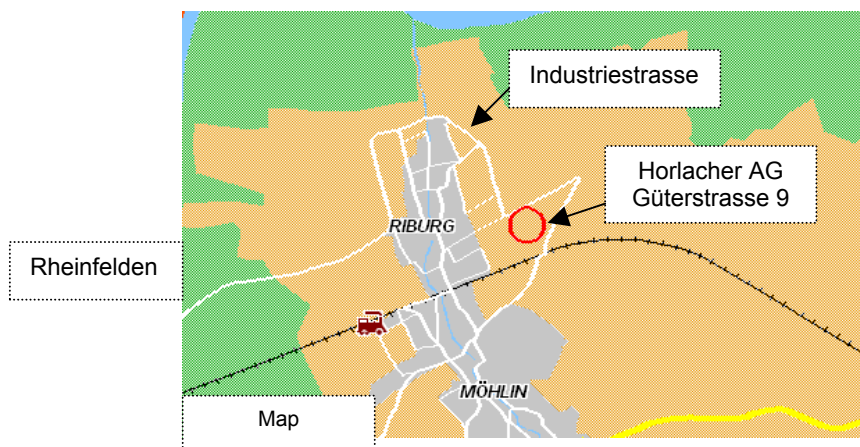 Industriestrasse
Horlacher AG
Güterstrasse 9
RIBURG
Rheinfelden
MÖHLIN
Map